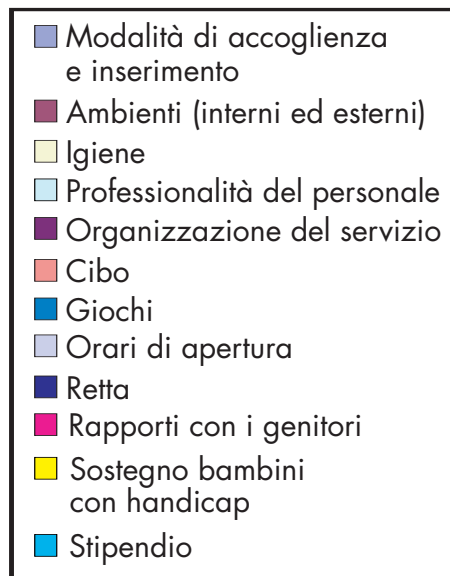 Modalità di accoglienza
e inserimento
Ambienti (interni ed esterni)
Igiene
Professionalità del personale
Organizzazione del servizio
Cibo
Giochi
Orari di apertura
Retta
Rapporti con i genitori
Sostegno bambini
con handicap
Stipendio